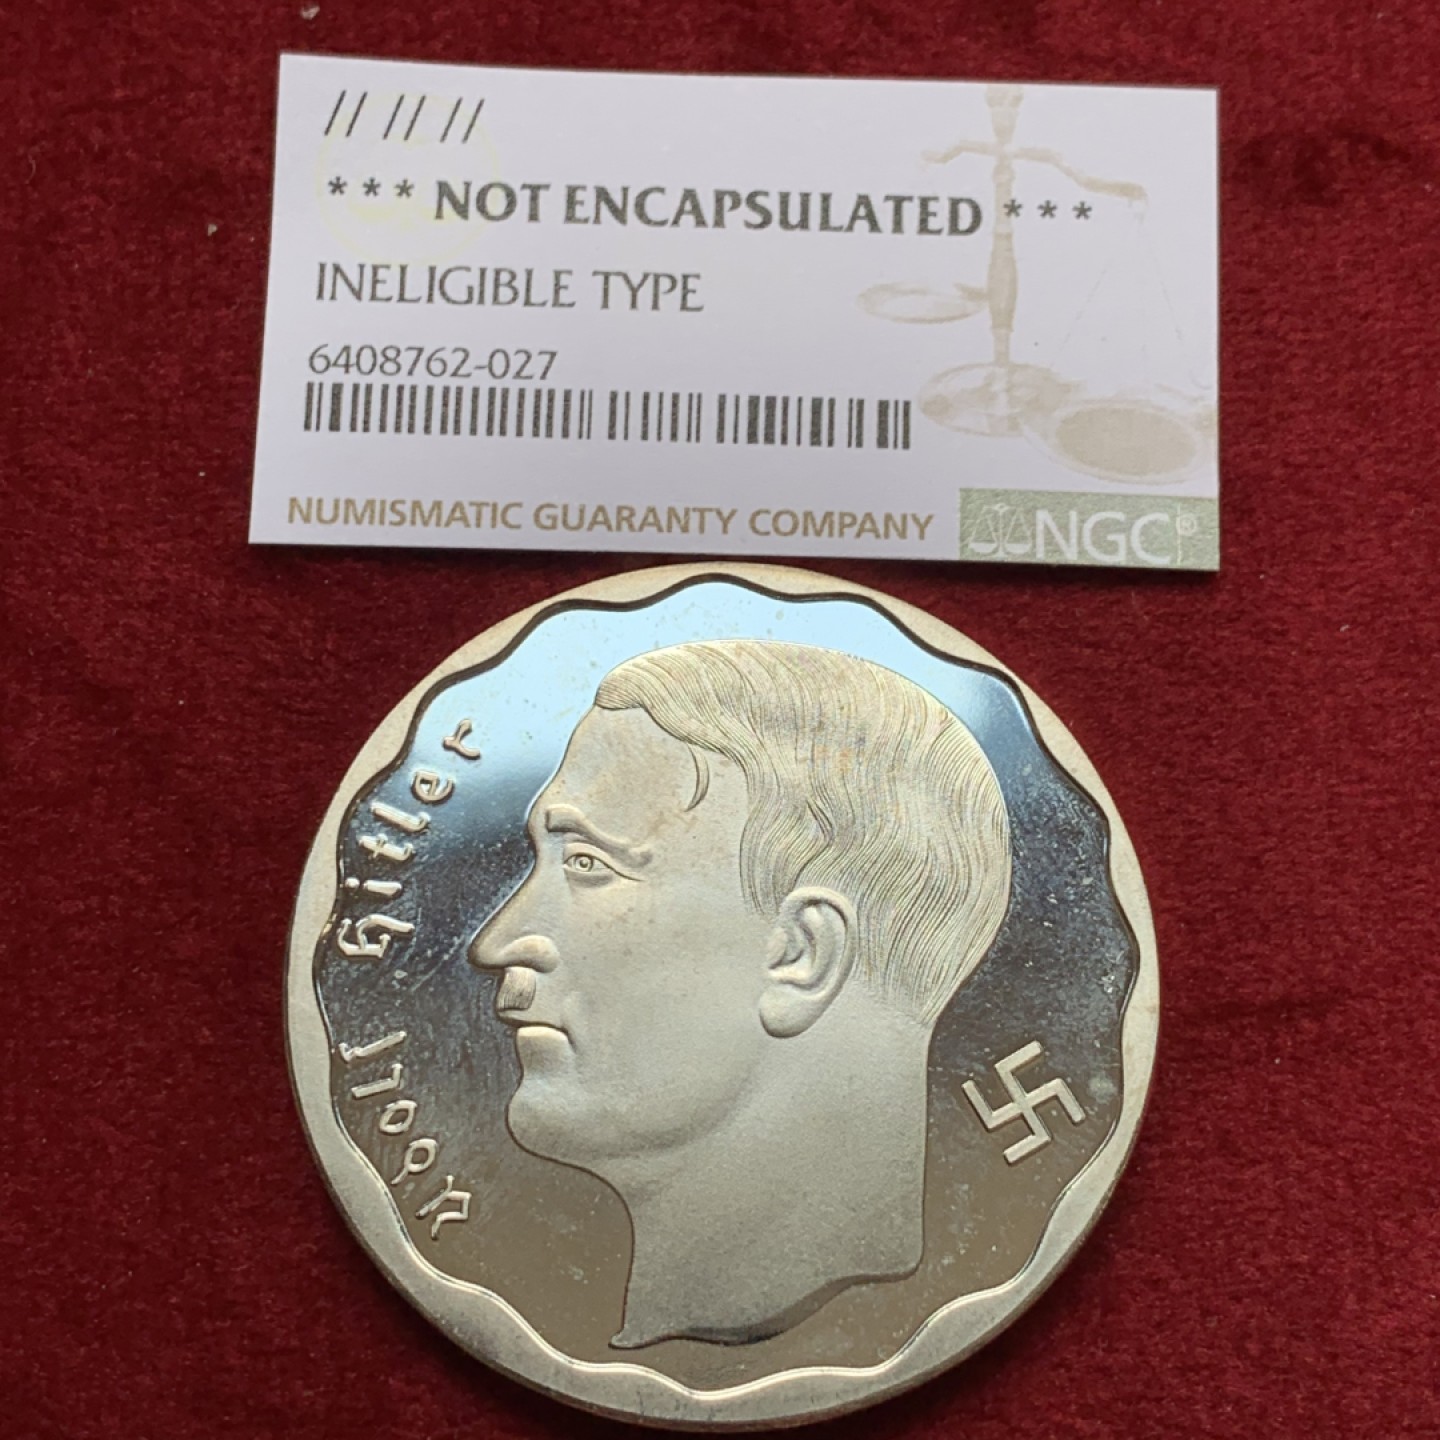 // // //
*** NOT ENCAPSULATED ***
INELIGIBLE TYPE
6408762-027
NUMISMATIC GUARANTY COMPANY NGC®
Adolf Hitler